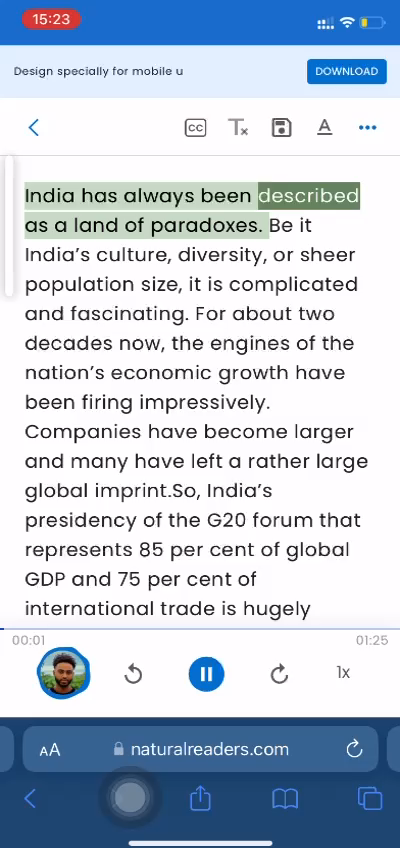 15:23
Design specially for mobile u
DOWNLOAD
CC
A
India has always been described
as a land of paradoxes. Be it
India’s culture, diversity, or sheer
population size, it is complicated
and fascinating. For about two
decades now, the engines of the
nation’s economic growth have
been firing impressively.
Companies have become larger
and many have left a rather large
global imprint.So, India’s
presidency of the G20 forum that
represents 85 per cent of global
GDP and 75 per cent of
international trade is hugely
00:01
01:25
1x
AA
naturalreaders.com